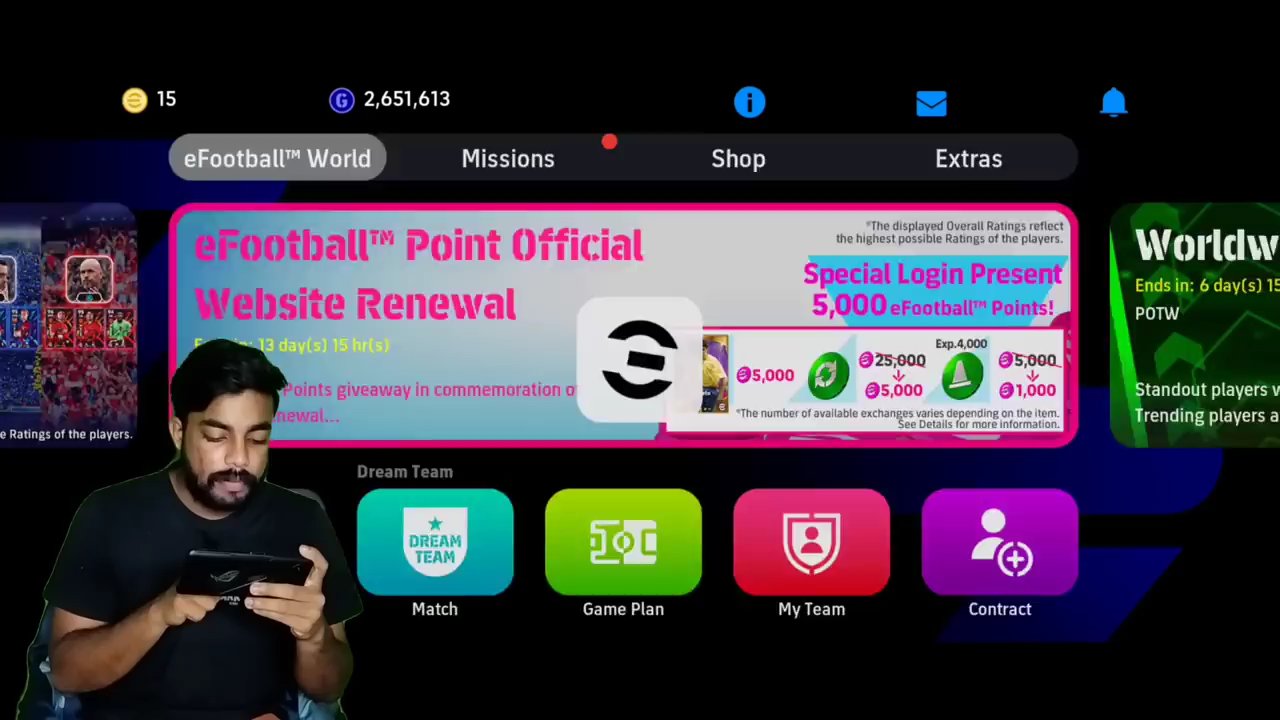 15
2,651,613
eFootball™ World
Missions
Shop
Extras
eFootball™ Point Official
Website Renewal
13 day(s) 15 hr(s)
Points giveaway in commemoration
*The displayed Overall Ratings reflect
the highest possible Ratings of the players.
Special Login Present
5,000 eFootball™ Points!
Exp.4,000
5,000
25,000
5,000
5,000
1,000
*The number of available exchanges varies depending on the item.
See Details for more information.
Ratings of the players.
Ends in: 6 day(s)
POTW
Standout players
Trending players
Dream Team
DREAM
TEAM
Match
Game Plan
My Team
Contract